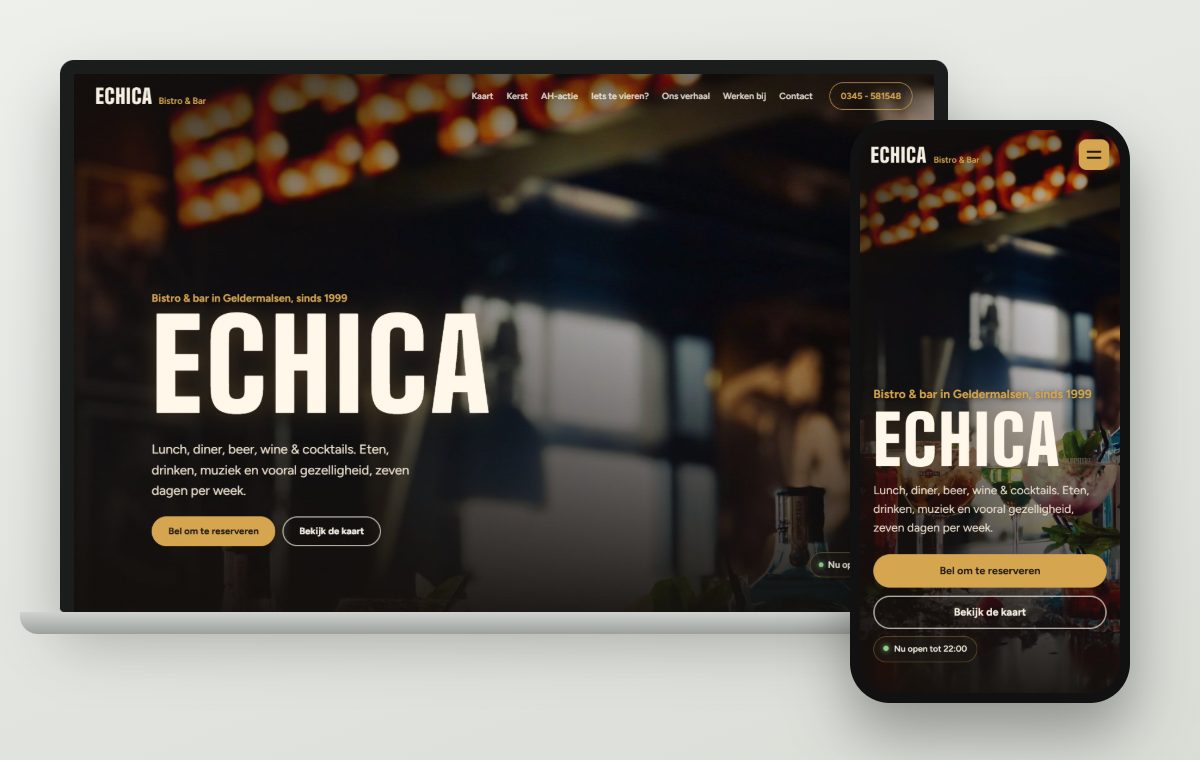 ECHICA Bistro & Bar
Kaart Kerst AH-actie Iets te vieren? Ons verhaal Werken bij Contact 0345 - 581548
Bistro & bar in Geldermalsen, sinds 1999
ECHICA
Lunch, diner, beer, wine & cocktails. Eten,
drinken, muziek en vooral gezelligheid, zeven
dagen per week.
Bel om te reserveren Bekijk de kaart
Nu op
ECHICA Bistro & Bar
ECHICA
Bistro & bar in Geldermalsen, sinds 1999
ECHICA
Lunch, diner, beer, wine & cocktails. Eten,
drinken, muziek en vooral gezelligheid,
zeven dagen per week.
Bel om te reserveren
Bekijk de kaart
Nu open tot 22:00